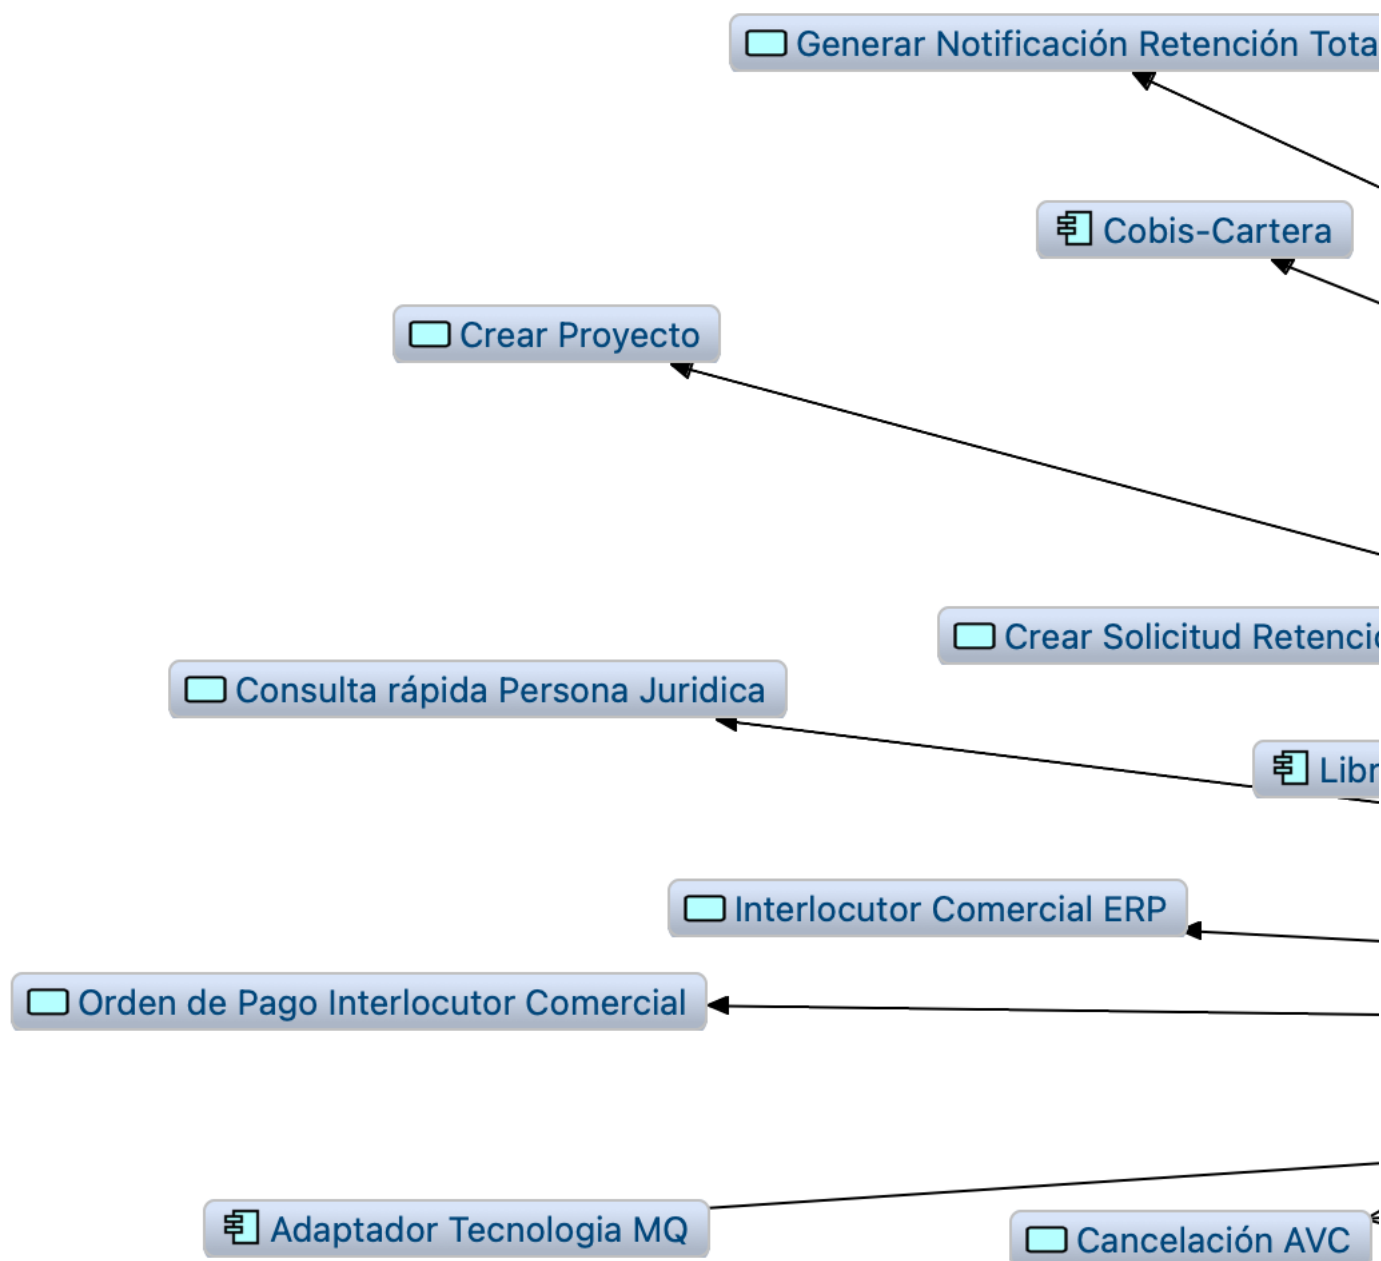 Generar Notificación Retención Tota
Cobis-Cartera
Crear Proyecto
Crear Solicitud Retenci
Consulta rápida Persona Juridica
Libr
Interlocutor Comercial ERP
Orden de Pago Interlocutor Comercial
Adaptador Tecnologia MQ
Cancelación AVC